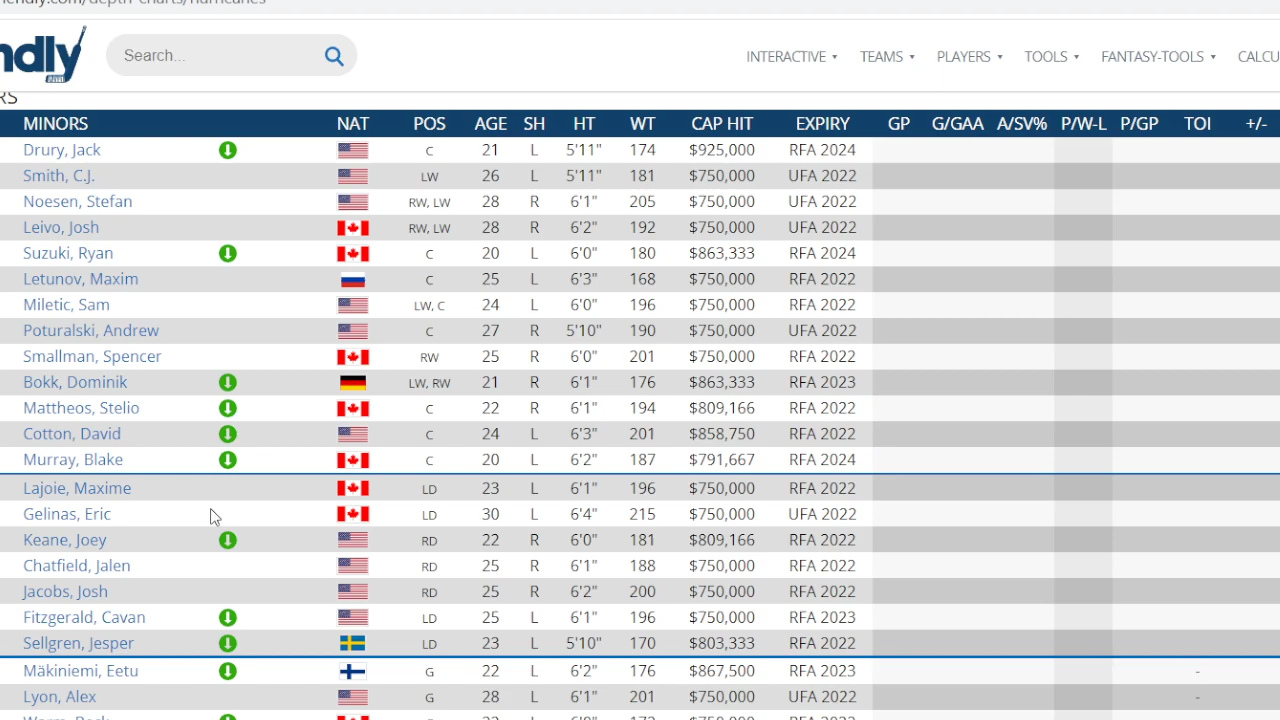 endly.com/depth-charts/hurricanes
ndly Search... INTERACTIVE TEAMS PLAYERS TOOLS FANTASY-TOOLS CALCU
RS
MINORS NAT POS AGE SH HT WT CAP HIT EXPIRY GP G/GAA A/SV% P/W-L P/GP TOI +/-
Drury, Jack C 21 L 5'11" 174 $925,000 RFA 2024
Smith, C.J. LW 26 L 5'11" 181 $750,000 UFA 2022
Noesen, Stefan RW, LW 28 R 6'1" 205 $750,000 UFA 2022
Leivo, Josh RW, LW 28 R 6'2" 192 $750,000 UFA 2022
Suzuki, Ryan C 20 L 6'0" 180 $863,333 RFA 2024
Letunov, Maxim C 25 L 6'3" 168 $750,000 RFA 2022
Miletic, Sam LW, C 24 L 6'0" 196 $750,000 RFA 2022
Poturalski, Andrew C 27 R 5'10" 190 $750,000 UFA 2022
Smallman, Spencer RW 25 R 6'0" 201 $750,000 RFA 2022
Bokk, Dominik LW, RW 21 R 6'1" 176 $863,333 RFA 2023
Mattheos, Stelio C 22 R 6'1" 194 $809,166 RFA 2022
Cotton, David C 24 L 6'3" 201 $858,750 RFA 2022
Murray, Blake C 20 L 6'2" 187 $791,667 RFA 2024
Lajoie, Maxime LD 23 L 6'1" 196 $750,000 RFA 2022
Gelinas, Eric LD 30 L 6'4" 215 $750,000 UFA 2022
Keane, Joey RD 22 R 6'0" 181 $809,166 RFA 2022
Chatfield, Jalen RD 25 R 6'1" 188 $750,000 RFA 2022
Jacobs, Josh RD 25 R 6'2" 200 $750,000 RFA 2022
Fitzgerald, Cavan LD 25 L 6'1" 196 $750,000 RFA 2023
Sellgren, Jesper LD 23 L 5'10" 170 $803,333 RFA 2022
Mäkiniemi, Eetu G 22 L 6'2" 176 $867,500 RFA 2023 -
Lyon, Alex G 28 L 6'1" 201 $750,000 UFA 2022 -